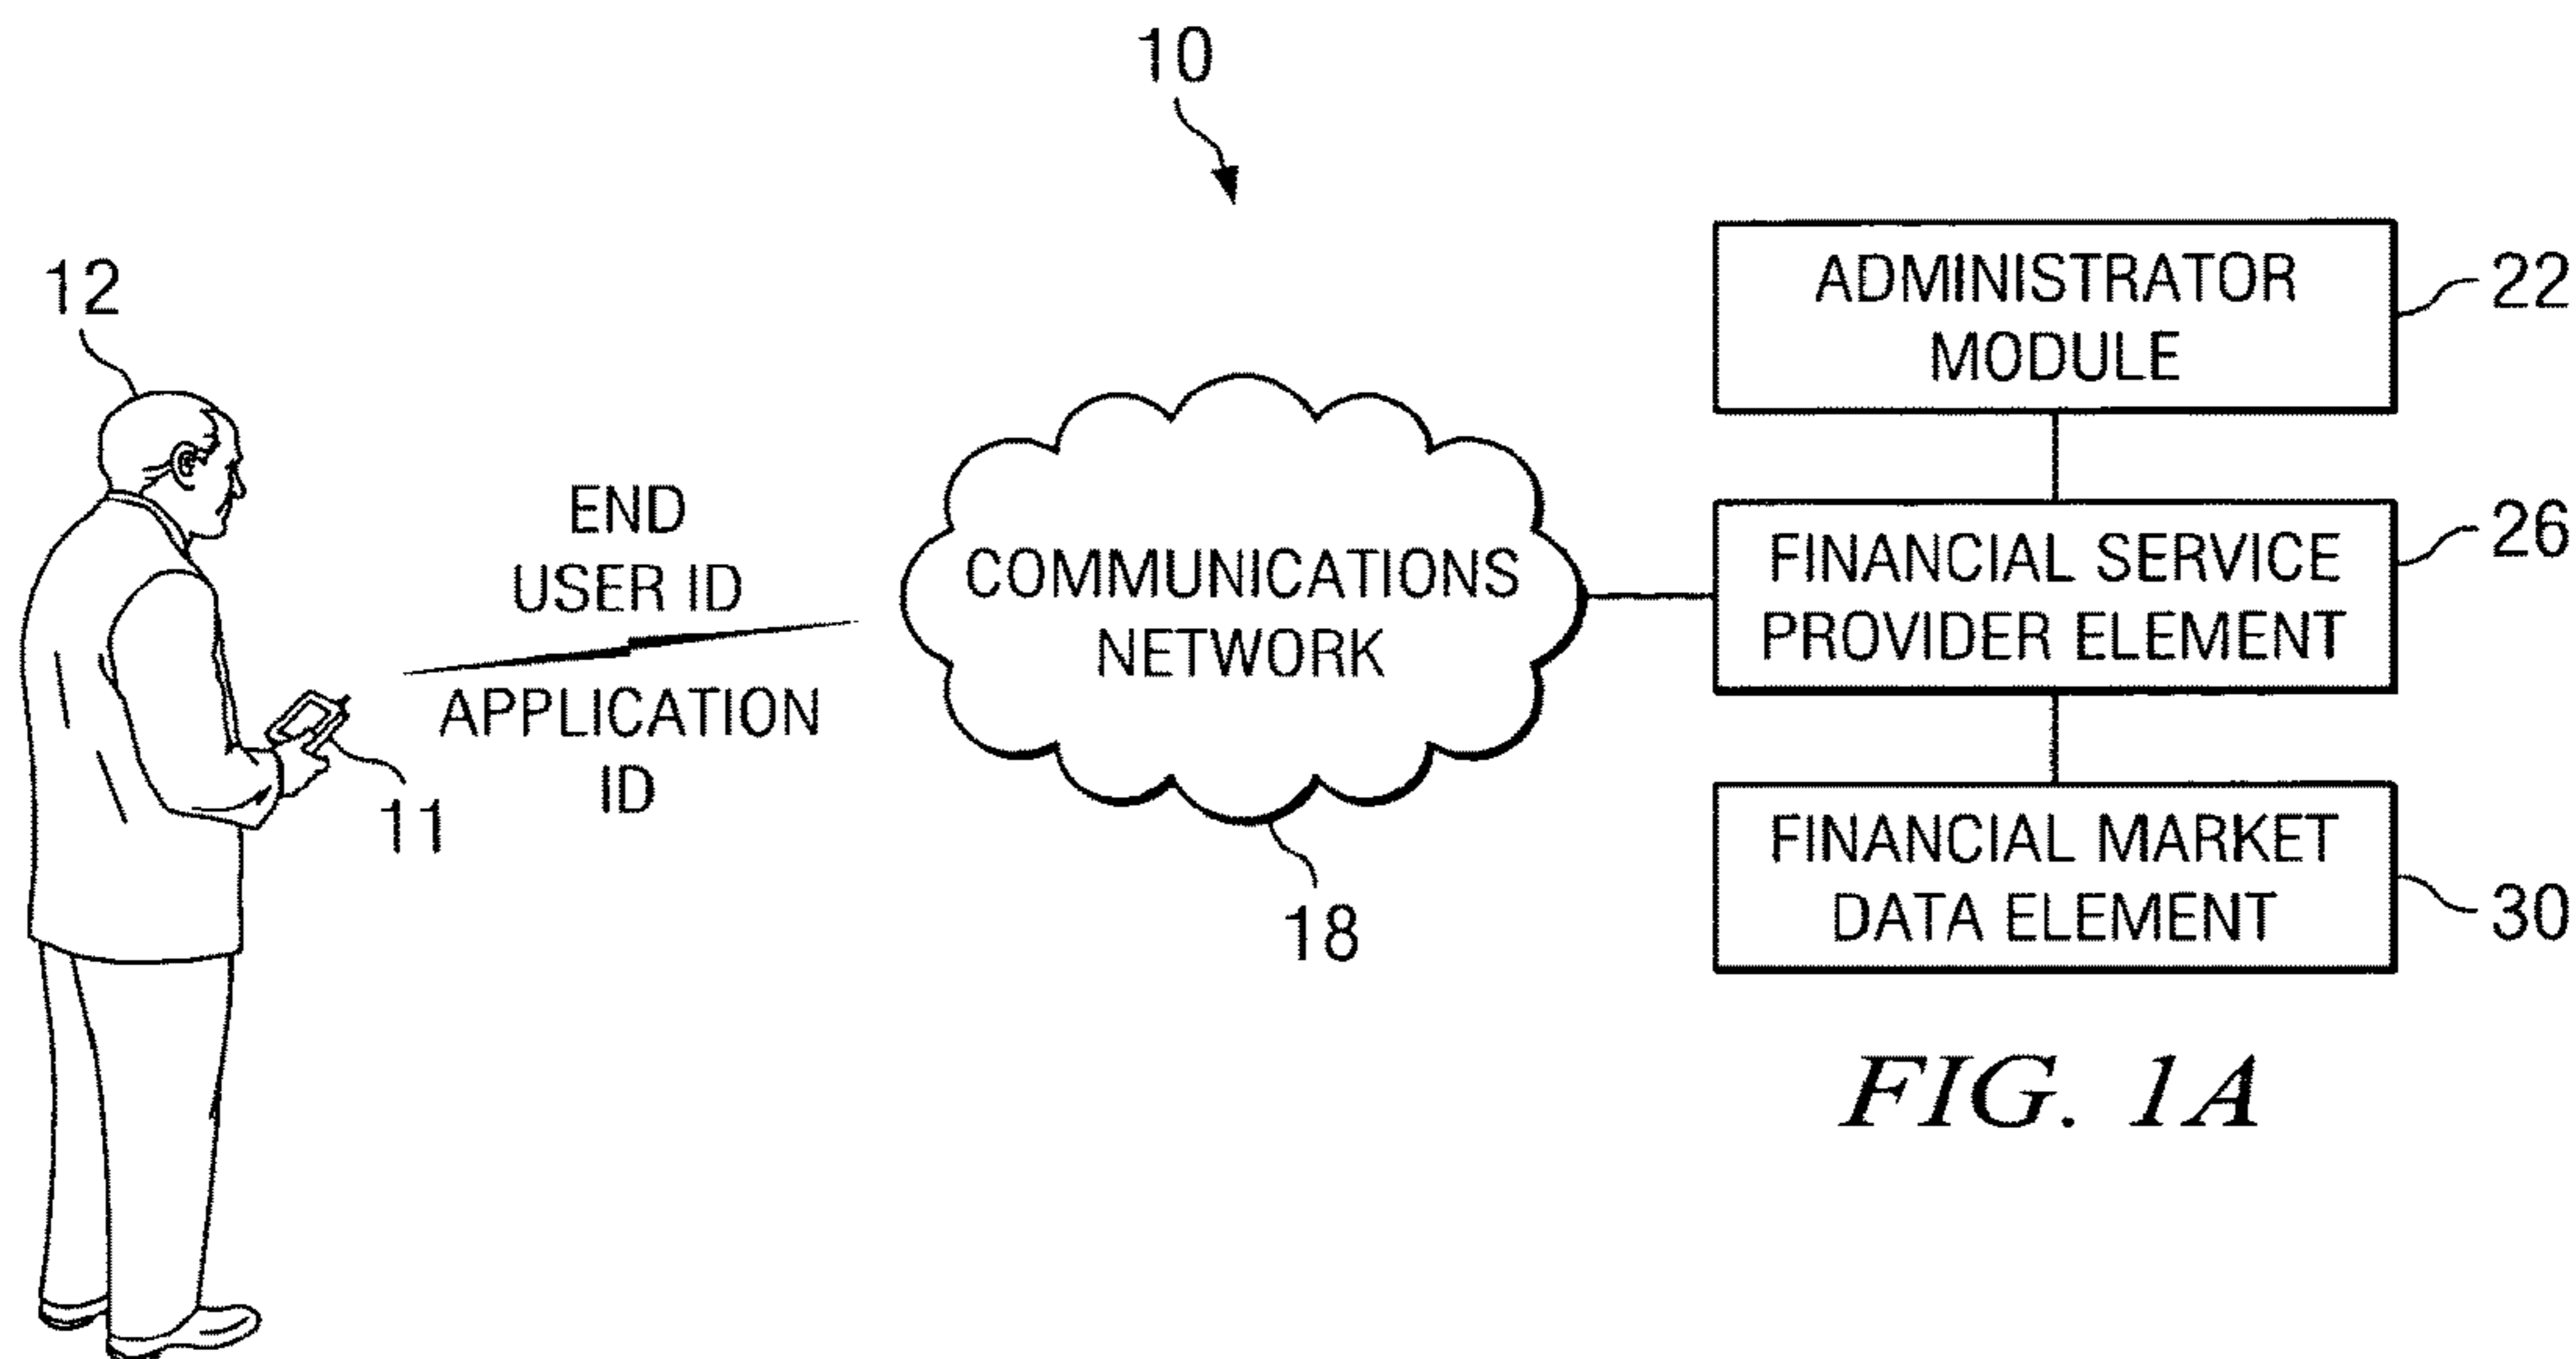 10
12
ADMINISTRATOR
MODULE
22
END
USER ID
APPLICATION
ID
11
COMMUNICATIONS
NETWORK
18
FINANCIAL SERVICE
PROVIDER ELEMENT
26
FINANCIAL MARKET
DATA ELEMENT
30
FIG. 1A